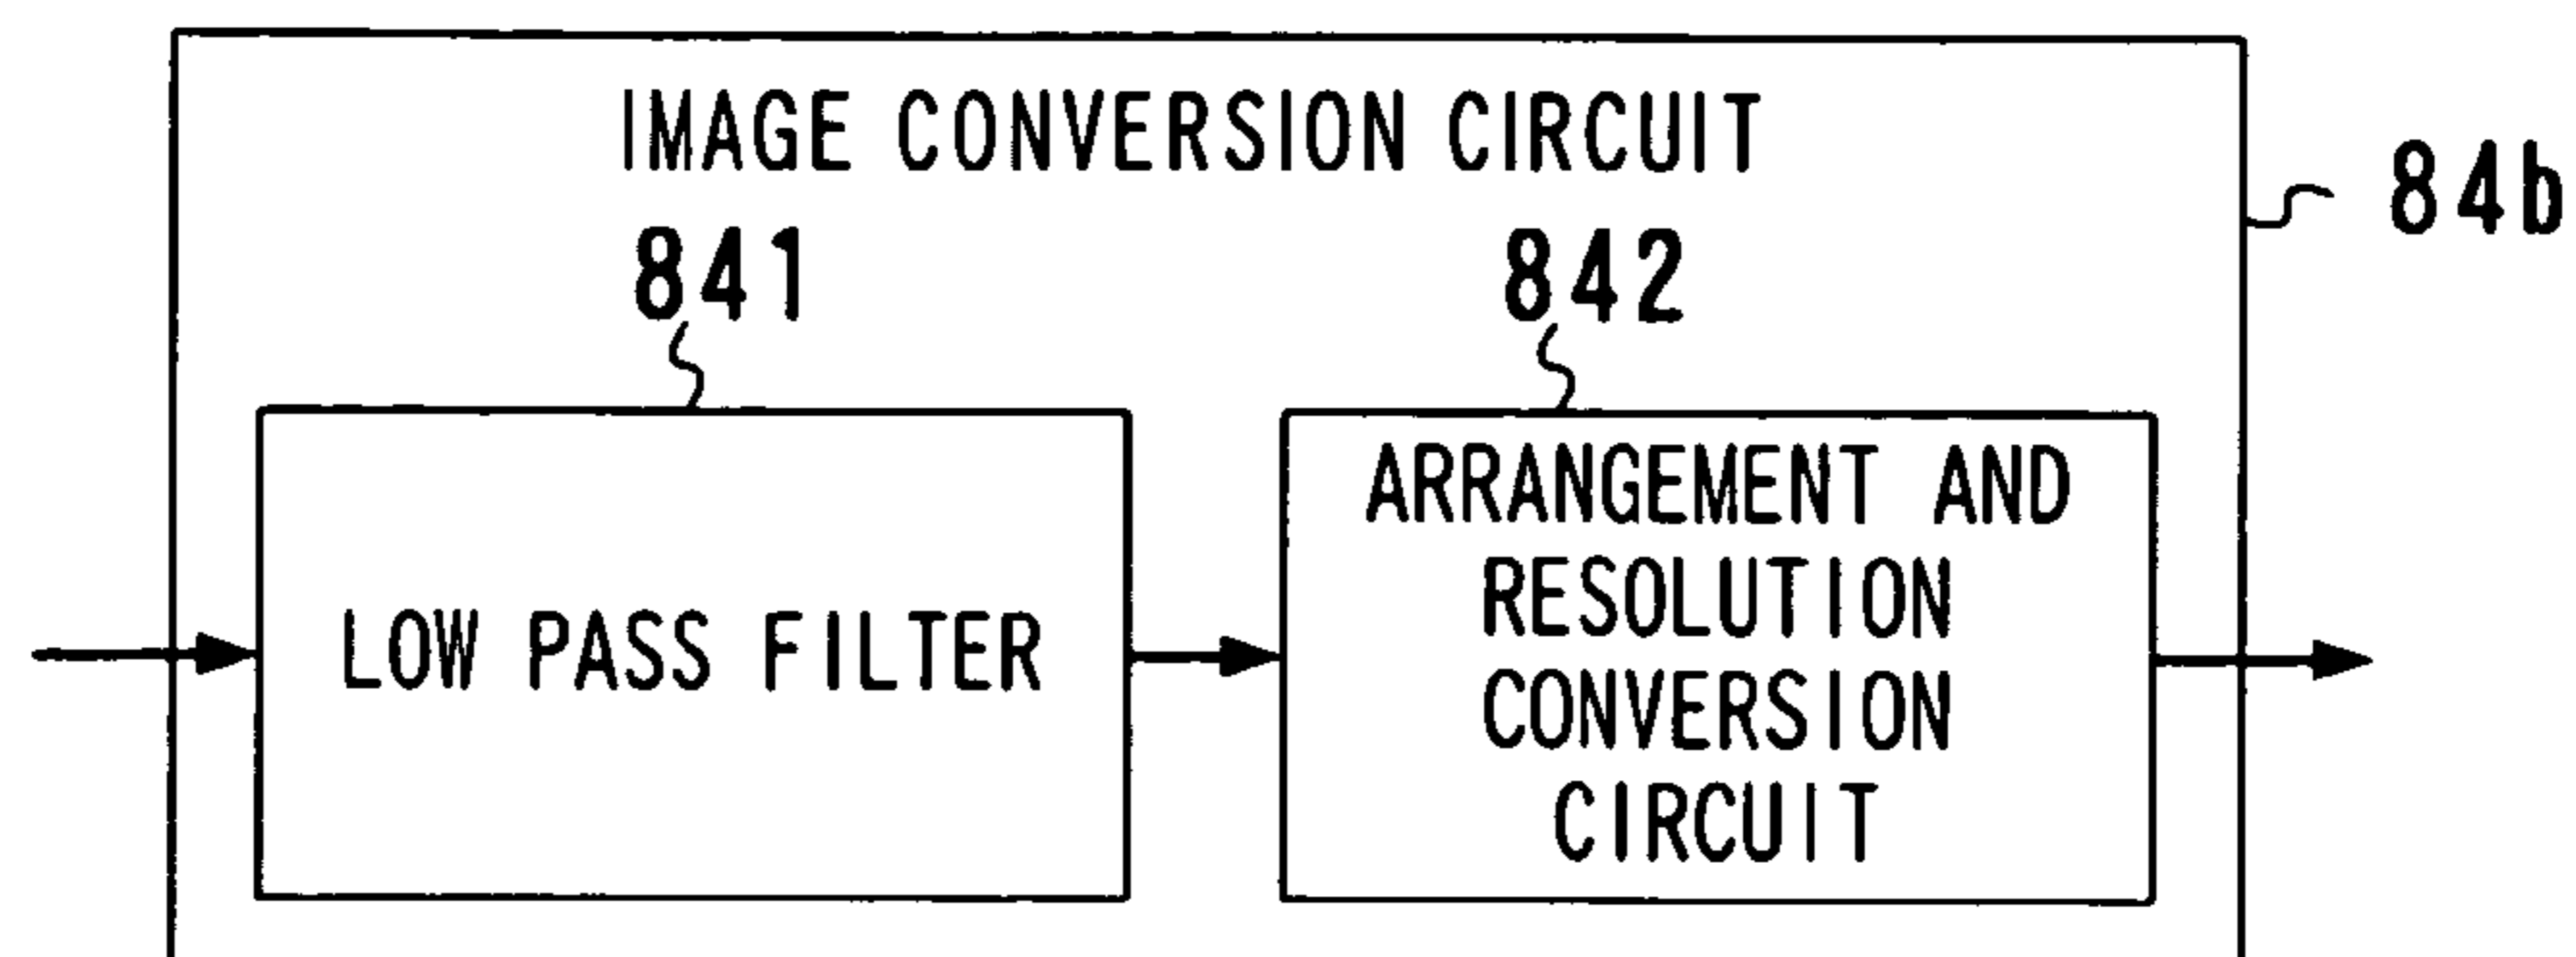 IMAGE CONVERSION CIRCUIT
84b
841
842
LOW PASS FILTER
ARRANGEMENT AND
RESOLUTION
CONVERSION
CIRCUIT